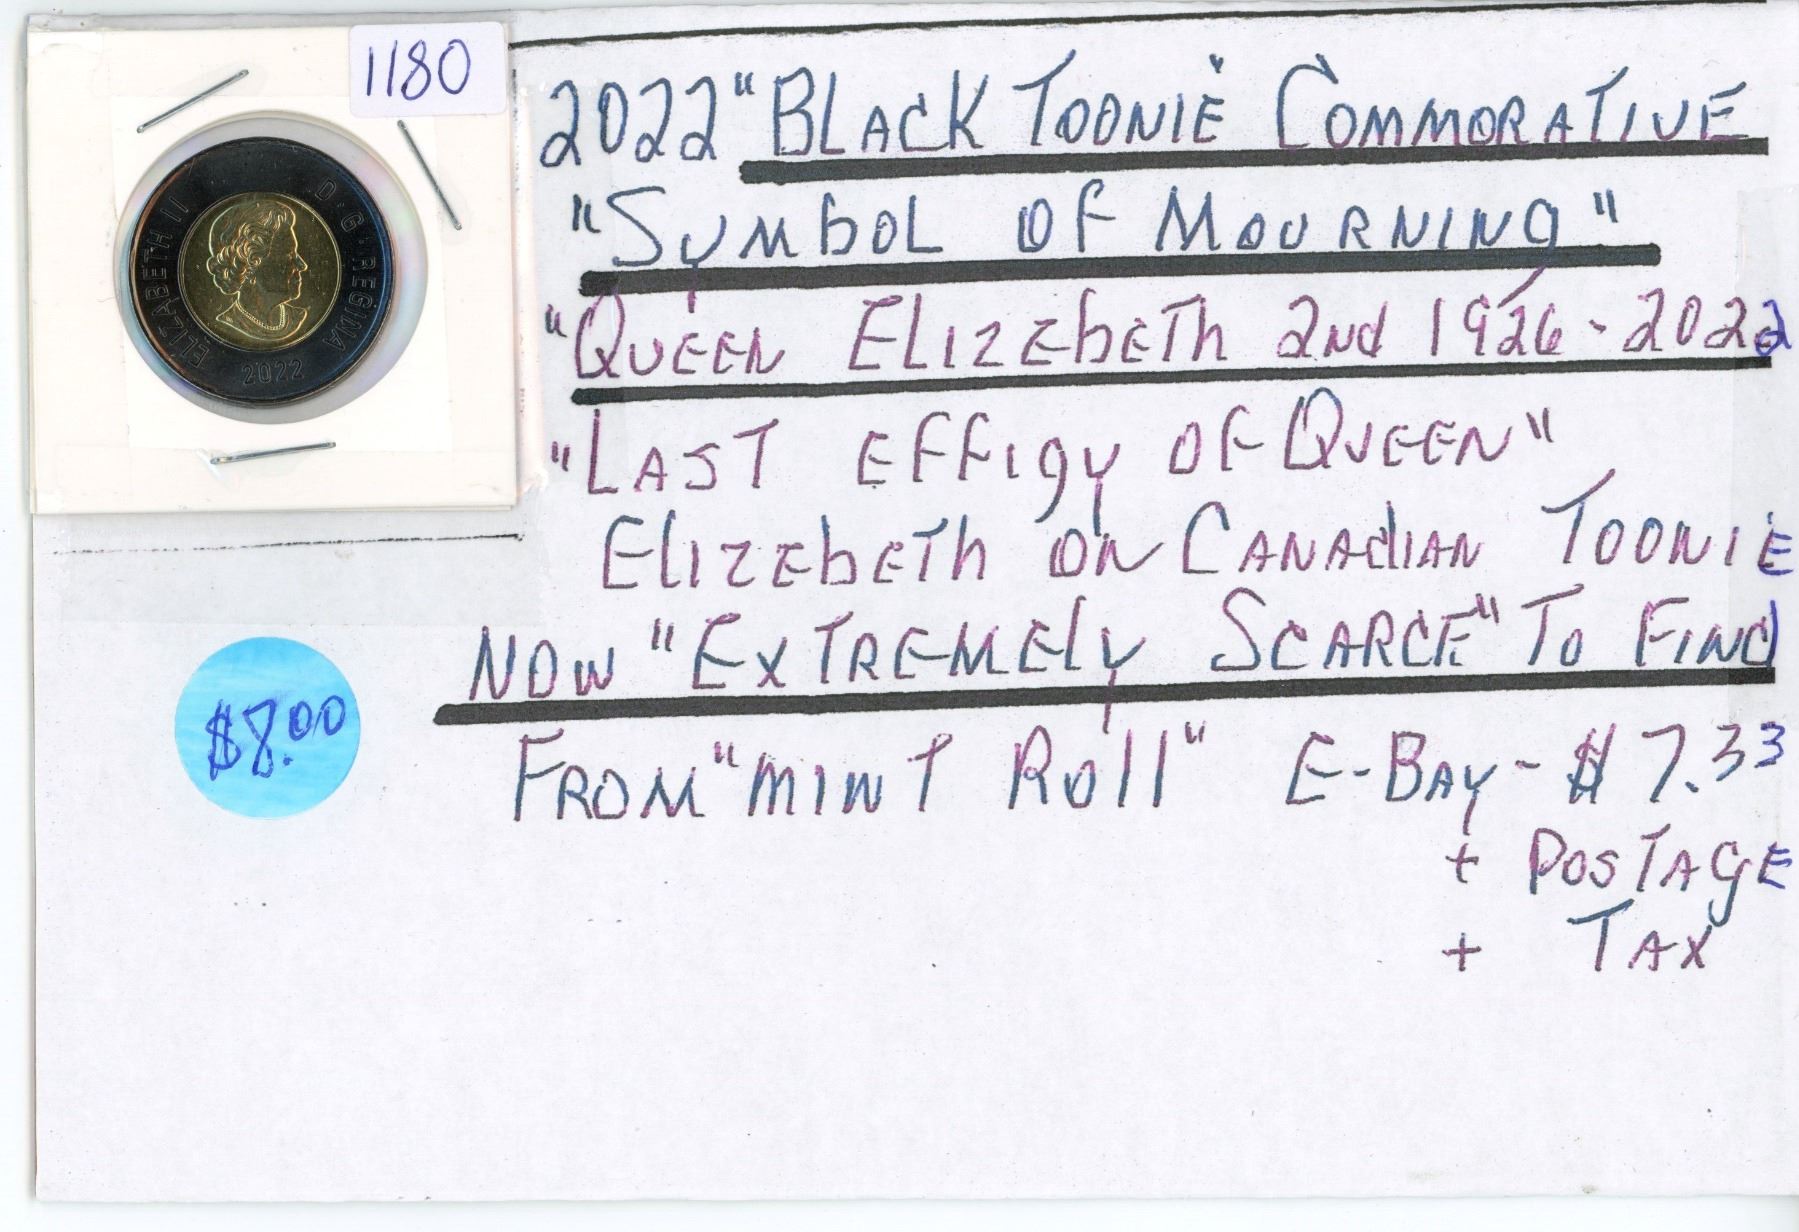 1180
ELIZABETH II D·G·REGINA
2022
2022 "BLACK TOONIE" COMMORATIVE
"SYMBOL OF MOURNING"
"QUEEN ELIZEBETH 2ND 1926-2022
"LAST EFFIGY OF QUEEN"
ELIZEBETH ON CANADIAN TOONIE
NOW "EXTREMELY SCARCE" TO FIND
$8.00
FROM "MINT ROLL" E-BAY - $7.33
+ POSTAGE
+ TAX